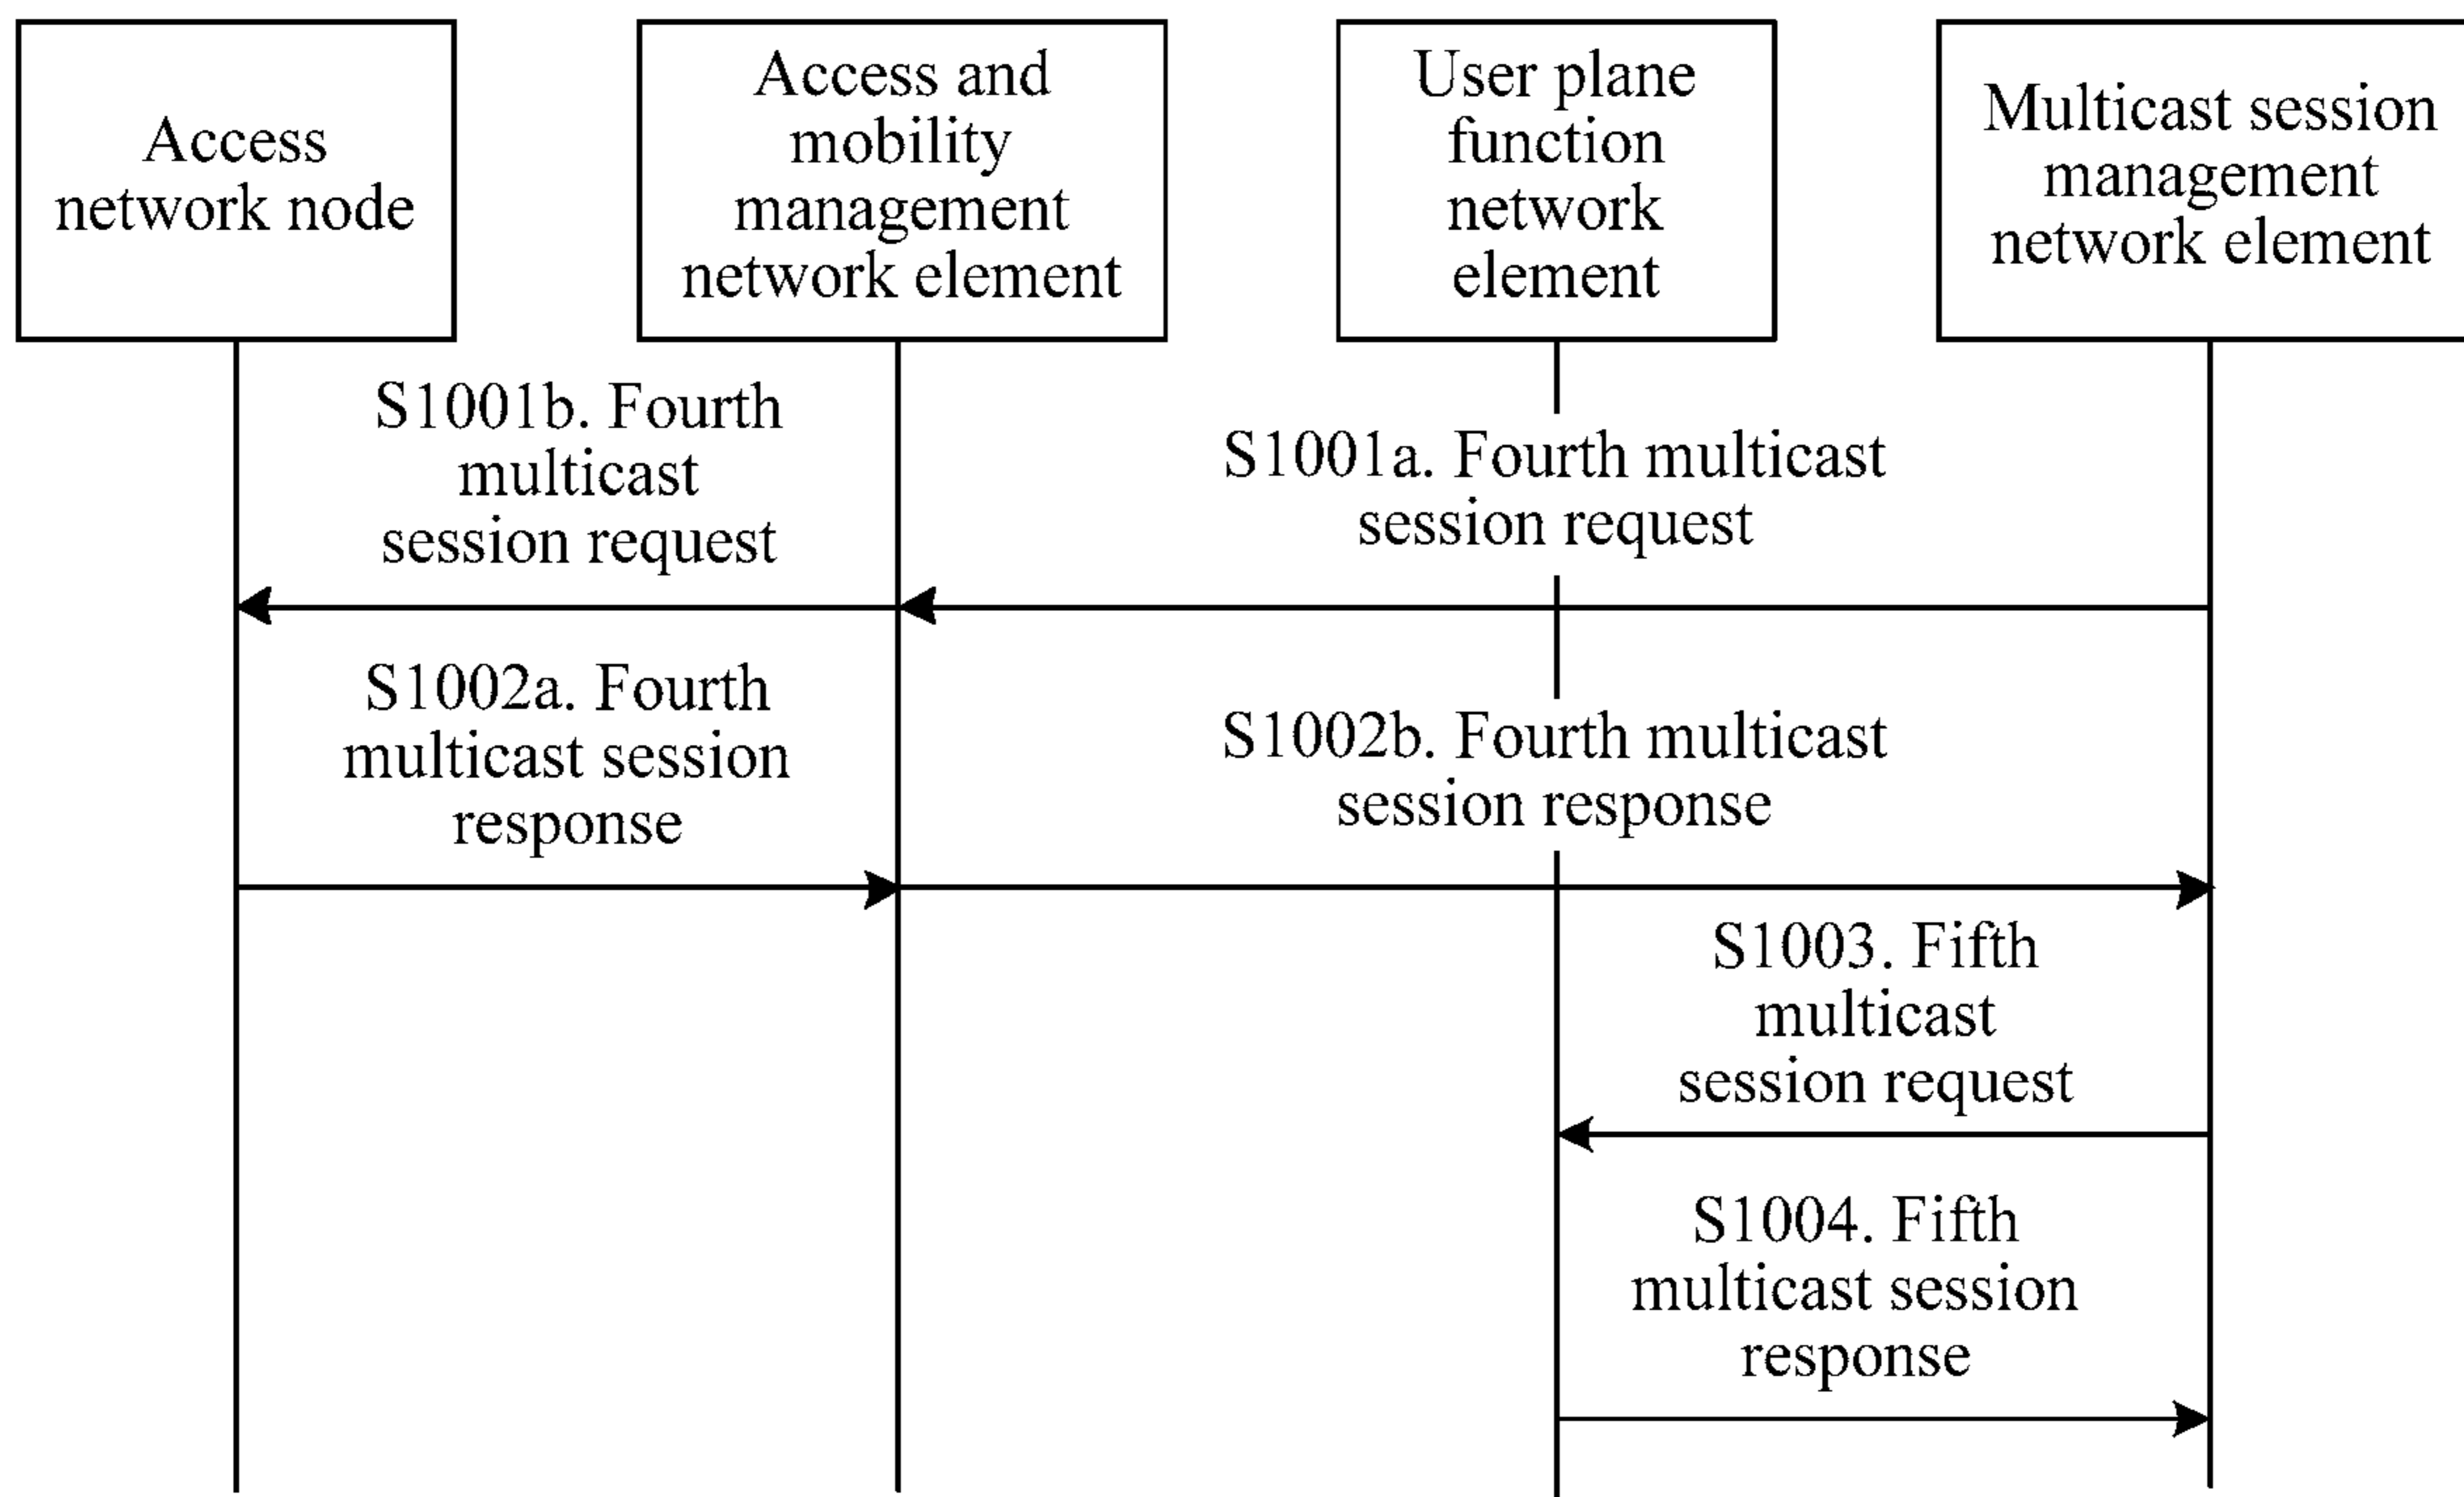 Access
network node
Access and
mobility
management
network element
User plane
function
network
element
Multicast session
management
network element
S1001b. Fourth
multicast
session request
S1001a. Fourth multicast
session request
S1002a. Fourth
multicast session
response
S1002b. Fourth multicast
session response
S1003. Fifth
multicast
session request
S1004. Fifth
multicast session
response